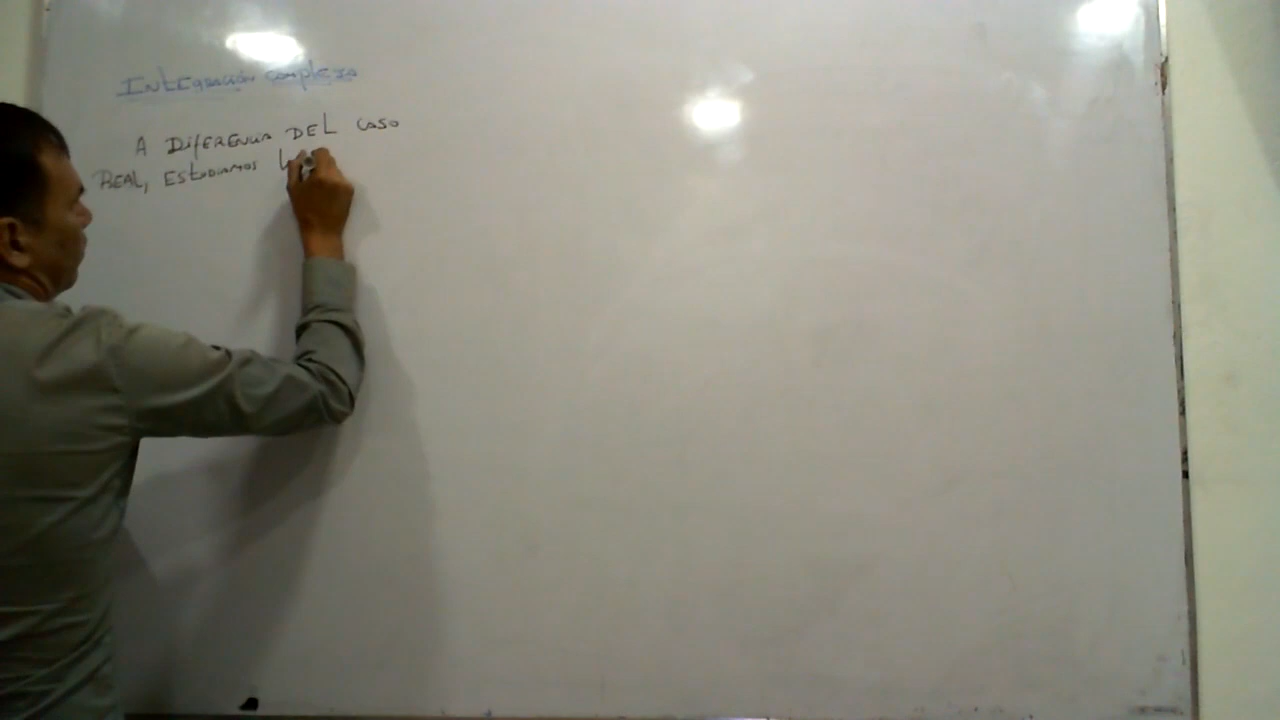 Integración compleja
A DifERENCIA DEL CASO
REAL, EStudiamos